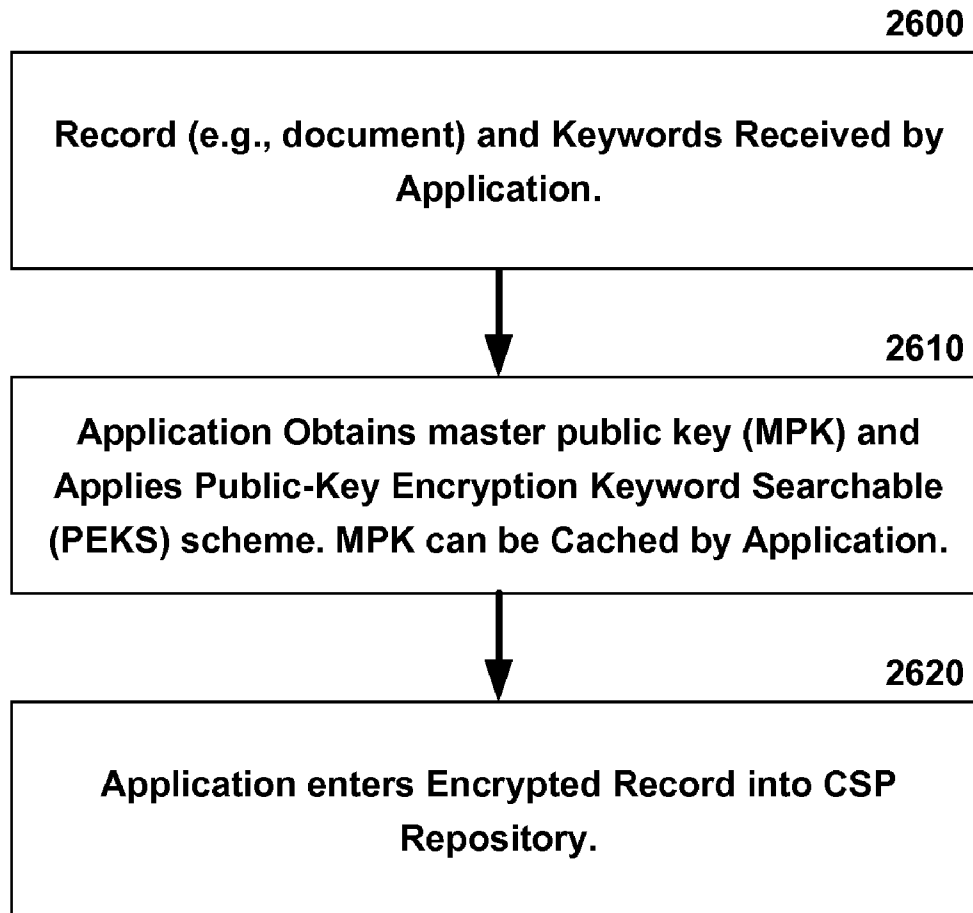 2600
Record (e.g., document) and Keywords Received by
Application.
2610
Application Obtains master public key (MPK) and
Applies Public-Key Encryption Keyword Searchable
(PEKS) scheme. MPK can be Cached by Application.
2620
Application enters Encrypted Record into CSP
Repository.